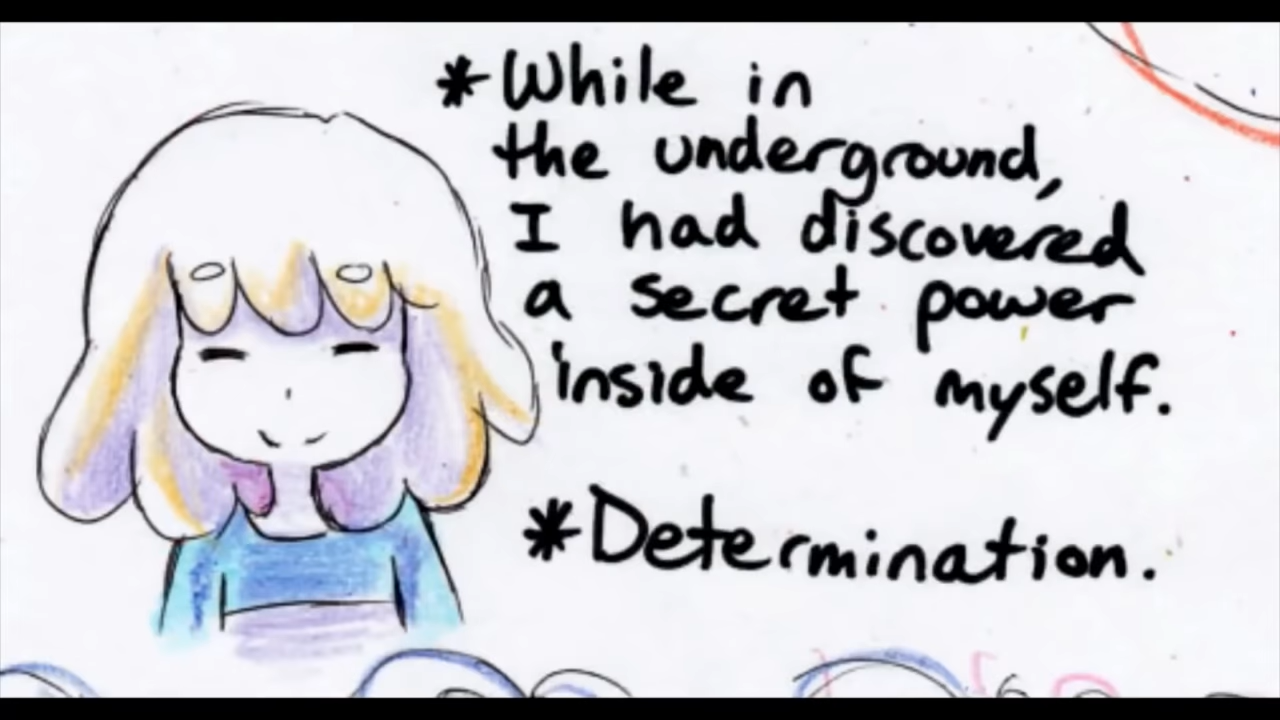 *While in
the underground,
I had discovered
a secret power
inside of myself.
*Determination.